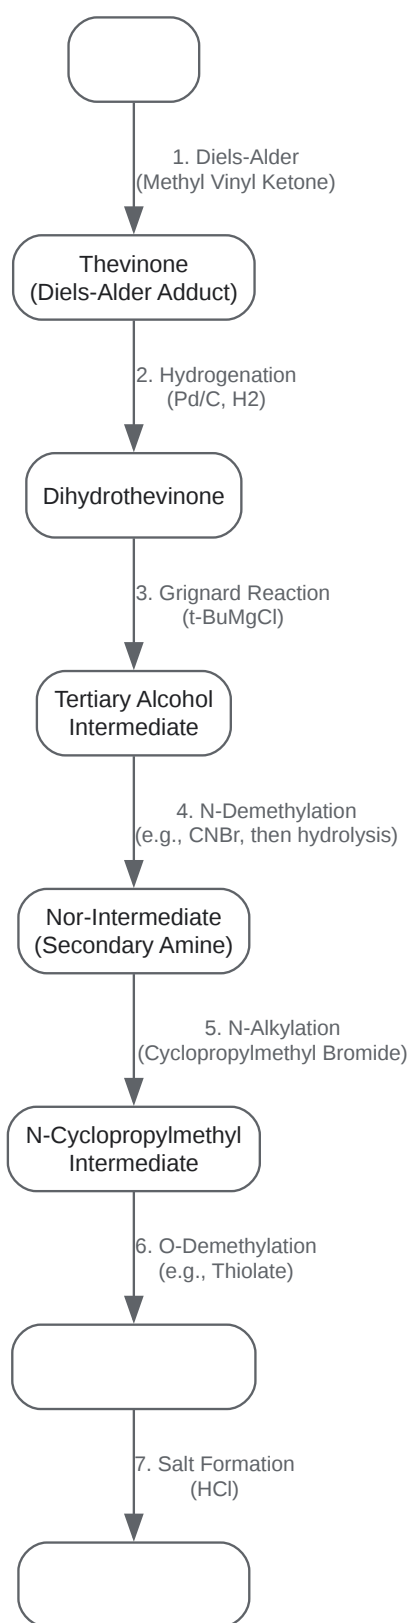 1. Diels-Alder
(Methyl Vinyl Ketone)
Thevinone
(Diels-Alder Adduct)
2. Hydrogenation
(Pd/C, H2)
Dihydrothevinone
3. Grignard Reaction
(t-BuMgCl)
Tertiary Alcohol
Intermediate
4. N-Demethylation
(e.g., CNBr, then hydrolysis)
Nor-Intermediate
(Secondary Amine)
5. N-Alkylation
(Cyclopropylmethyl Bromide)
N-Cyclopropylmethyl
Intermediate
6. O-Demethylation
(e.g., Thiolate)
7. Salt Formation
(HCl)